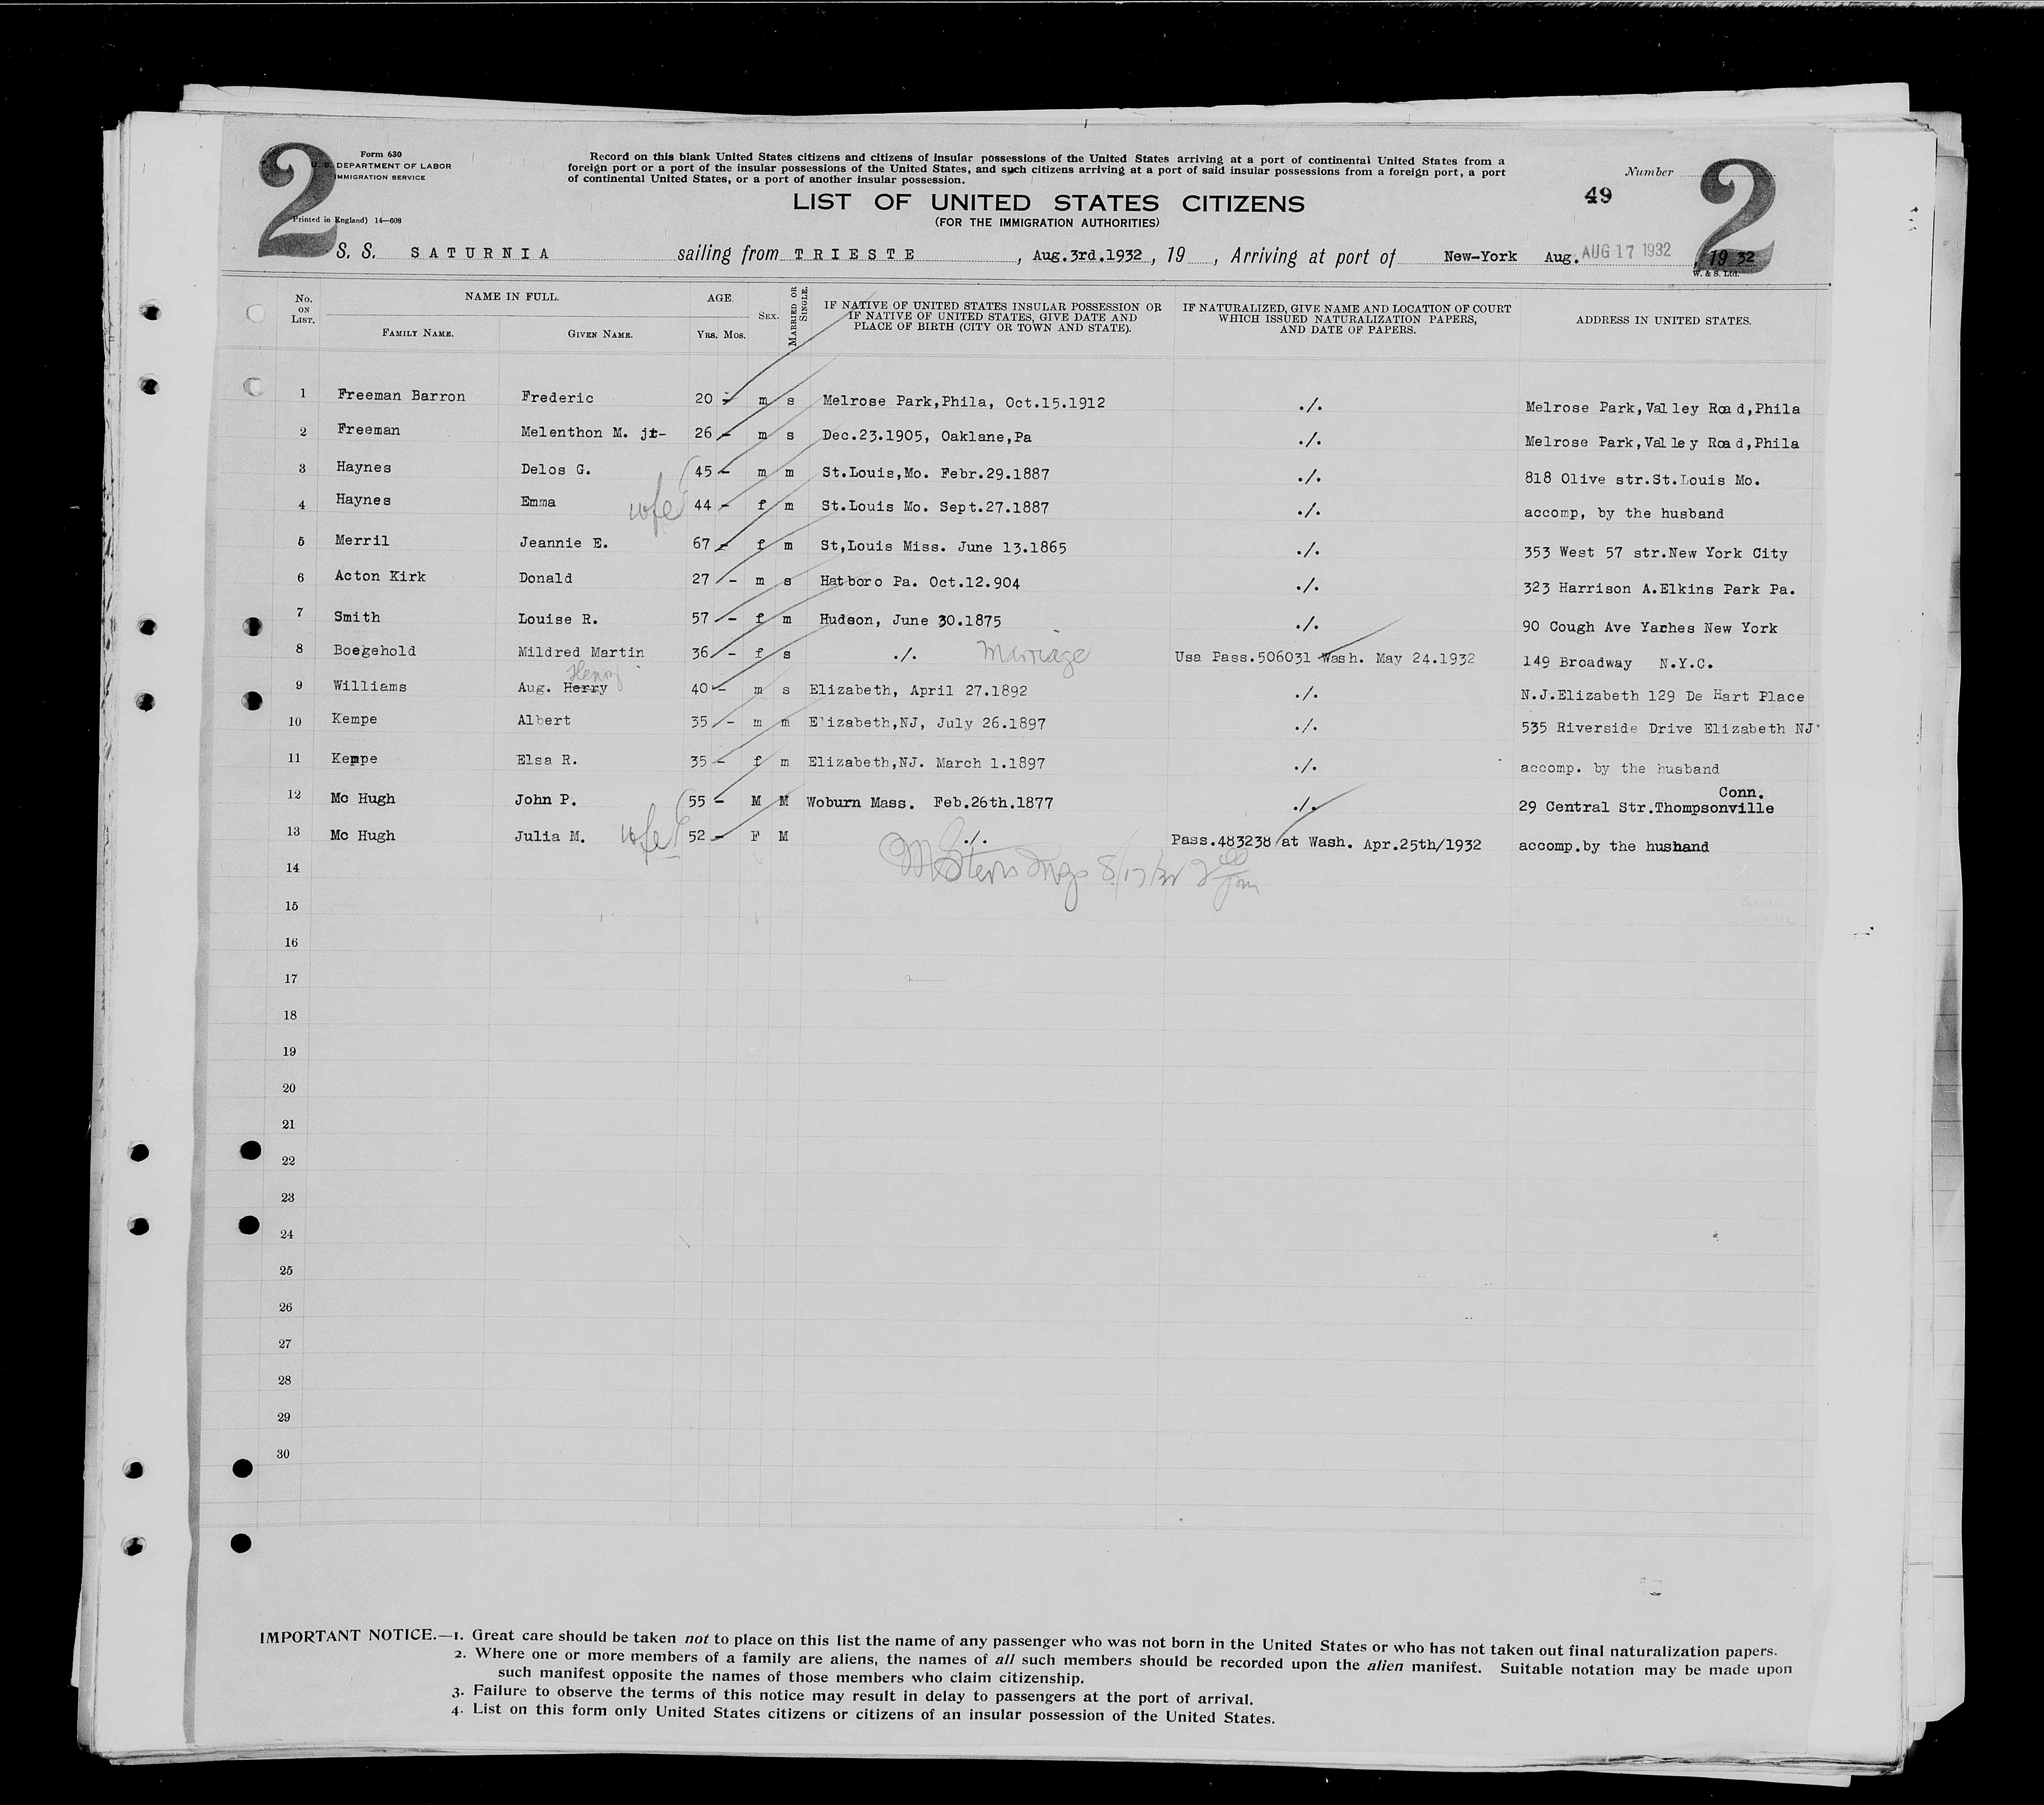 2
Form 630
U. S. DEPARTMENT OF LABOR
IMMIGRATION SERVICE
Printed in England) 14—608
Record on this blank United States citizens and citizens of insular possessions of the United States arriving at a port of continental United States from a
foreign port or a port of the insular possessions of the United States, and such citizens arriving at a port of said insular possessions from a foreign port, a port
of continental United States, or a port of another insular possession.
Number
49
2
LIST OF UNITED STATES CITIZENS
(FOR THE IMMIGRATION AUTHORITIES)
S. S. SATURNIA sailing from TRIESTE , Aug.3rd.1932 , 19 , Arriving at port of New-York Aug. AUG 17 1932 , 19 32
W. & S. Ltd.
No. ON LIST. NAME IN FULL. AGE. SEX. MARRIED OR SINGLE. IF NATIVE OF UNITED STATES INSULAR POSSESSION OR IF NATIVE OF UNITED STATES, GIVE DATE AND PLACE OF BIRTH (CITY OR TOWN AND STATE). IF NATURALIZED, GIVE NAME AND LOCATION OF COURT WHICH ISSUED NATURALIZATION PAPERS, AND DATE OF PAPERS. ADDRESS IN UNITED STATES.
FAMILY NAME. GIVEN NAME. YRS. MOS.
1 Freeman Barron Frederic 20 - m s Melrose Park,Phila, Oct.15.1912 ./. Melrose Park,Valley Road,Phila
2 Freeman Melenthon M. jt- 26 - m s Dec.23.1905, Oaklane,Pa ./. Melrose Park,Valley Road,Phila
3 Haynes Delos G. 45 - m m St.Louis,Mo. Febr.29.1887 ./. 818 Olive str.St.Louis Mo.
4 Haynes Emma wife 44 - f m St.Louis Mo. Sept.27.1887 ./. accomp, by the husband
5 Merril Jeannie E. 67 - f m St,Louis Miss. June 13.1865 ./. 353 West 57 str.New York City
6 Acton Kirk Donald 27 - m s Hatboro Pa. Oct.12.904 ./. 323 Harrison A.Elkins Park Pa.
7 Smith Louise R. 57 - f m Hudson, June 30.1875 ./. 90 Cough Ave Yaches New York
8 Boegehold Mildred Martin 36 - f s ./. Marriage Usa Pass.506031 Wash. May 24.1932 149 Broadway N.Y.C.
Henry
9 Williams Aug. Herry 40 - m s Elizabeth, April 27.1892 ./. N.J.Elizabeth 129 De Hart Place
10 Kempe Albert 35 - m m Elizabeth,NJ, July 26.1897 ./. 535 Riverside Drive Elizabeth NJ
11 Kempe Elsa R. 35 - f m Elizabeth,NJ. March 1.1897 ./. accomp. by the husband
Conn.
12 Mc Hugh John P. 55 - M M Woburn Mass. Feb.26th.1877 ./. 29 Central Str.Thompsonville
13 Mc Hugh Julia M. wife 52 - F M ./. Pass.483238 at Wash. Apr.25th/1932 accomp.by the husband
14
15
16
17
18
19
20
21
22
23
24
25
26
27
28
29
30
IMPORTANT NOTICE.—1. Great care should be taken not to place on this list the name of any passenger who was not born in the United States or who has not taken out final naturalization papers.
2. Where one or more members of a family are aliens, the names of all such members should be recorded upon the alien manifest. Suitable notation may be made upon
such manifest opposite the names of those members who claim citizenship.
3. Failure to observe the terms of this notice may result in delay to passengers at the port of arrival.
4. List on this form only United States citizens or citizens of an insular possession of the United States.